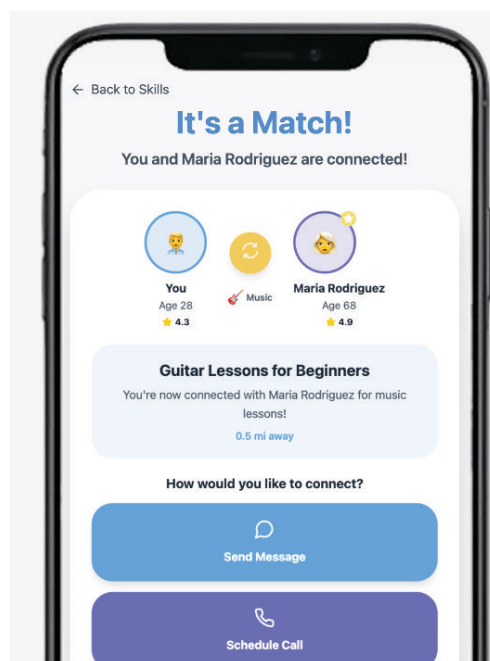 ← Back to Skills
It's a Match!
You and Maria Rodriguez are connected!
You
Age 28
⭐ 4.3
🎸 Music
Maria Rodriguez
Age 68
⭐ 4.9
Guitar Lessons for Beginners
You're now connected with Maria Rodriguez for music
lessons!
0.5 mi away
How would you like to connect?
Send Message
Schedule Call